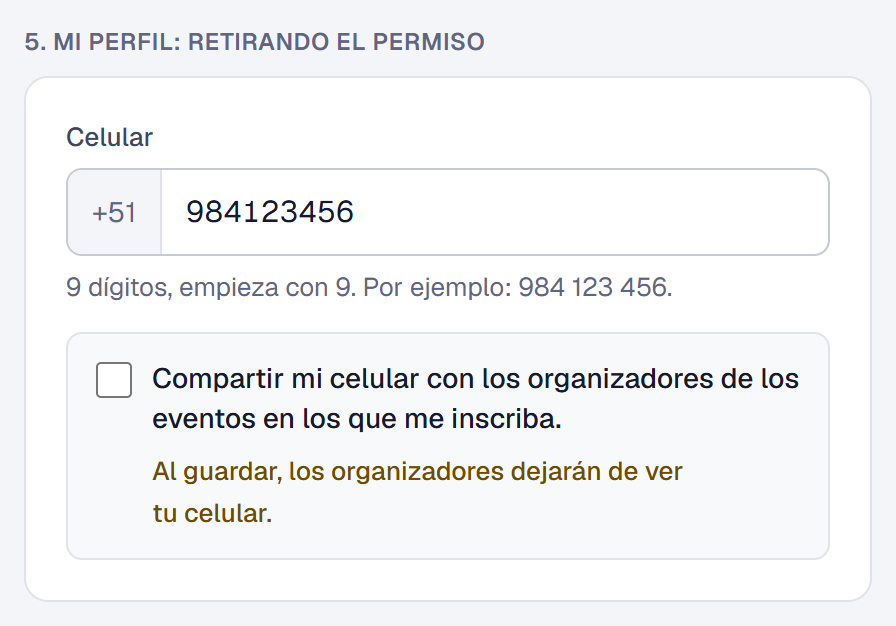 5. MI PERFIL: RETIRANDO EL PERMISO
Celular
+51 984123456
9 dígitos, empieza con 9. Por ejemplo: 984 123 456.
Compartir mi celular con los organizadores de los
eventos en los que me inscriba.
Al guardar, los organizadores dejarán de ver
tu celular.